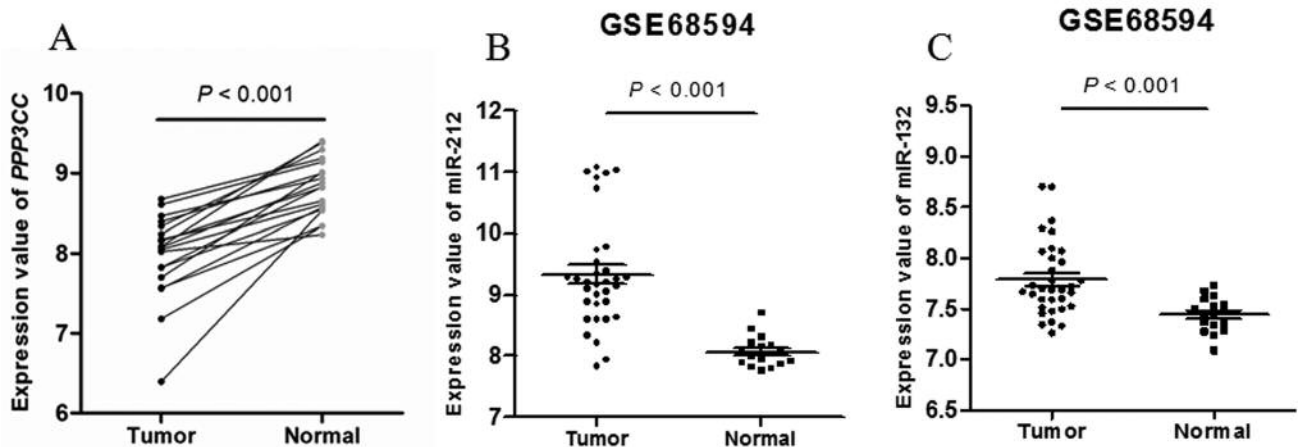 A
P < 0.001
Expression value of PPP3CC
10
9
8
7
6
Tumor Normal
B
GSE68594
P < 0.001
Expression value of miR-212
12
11
10
9
8
7
Tumor Normal
C
GSE68594
P < 0.001
Expression value of miR-132
9.5
9.0
8.5
8.0
7.5
7.0
6.5
Tumor Normal